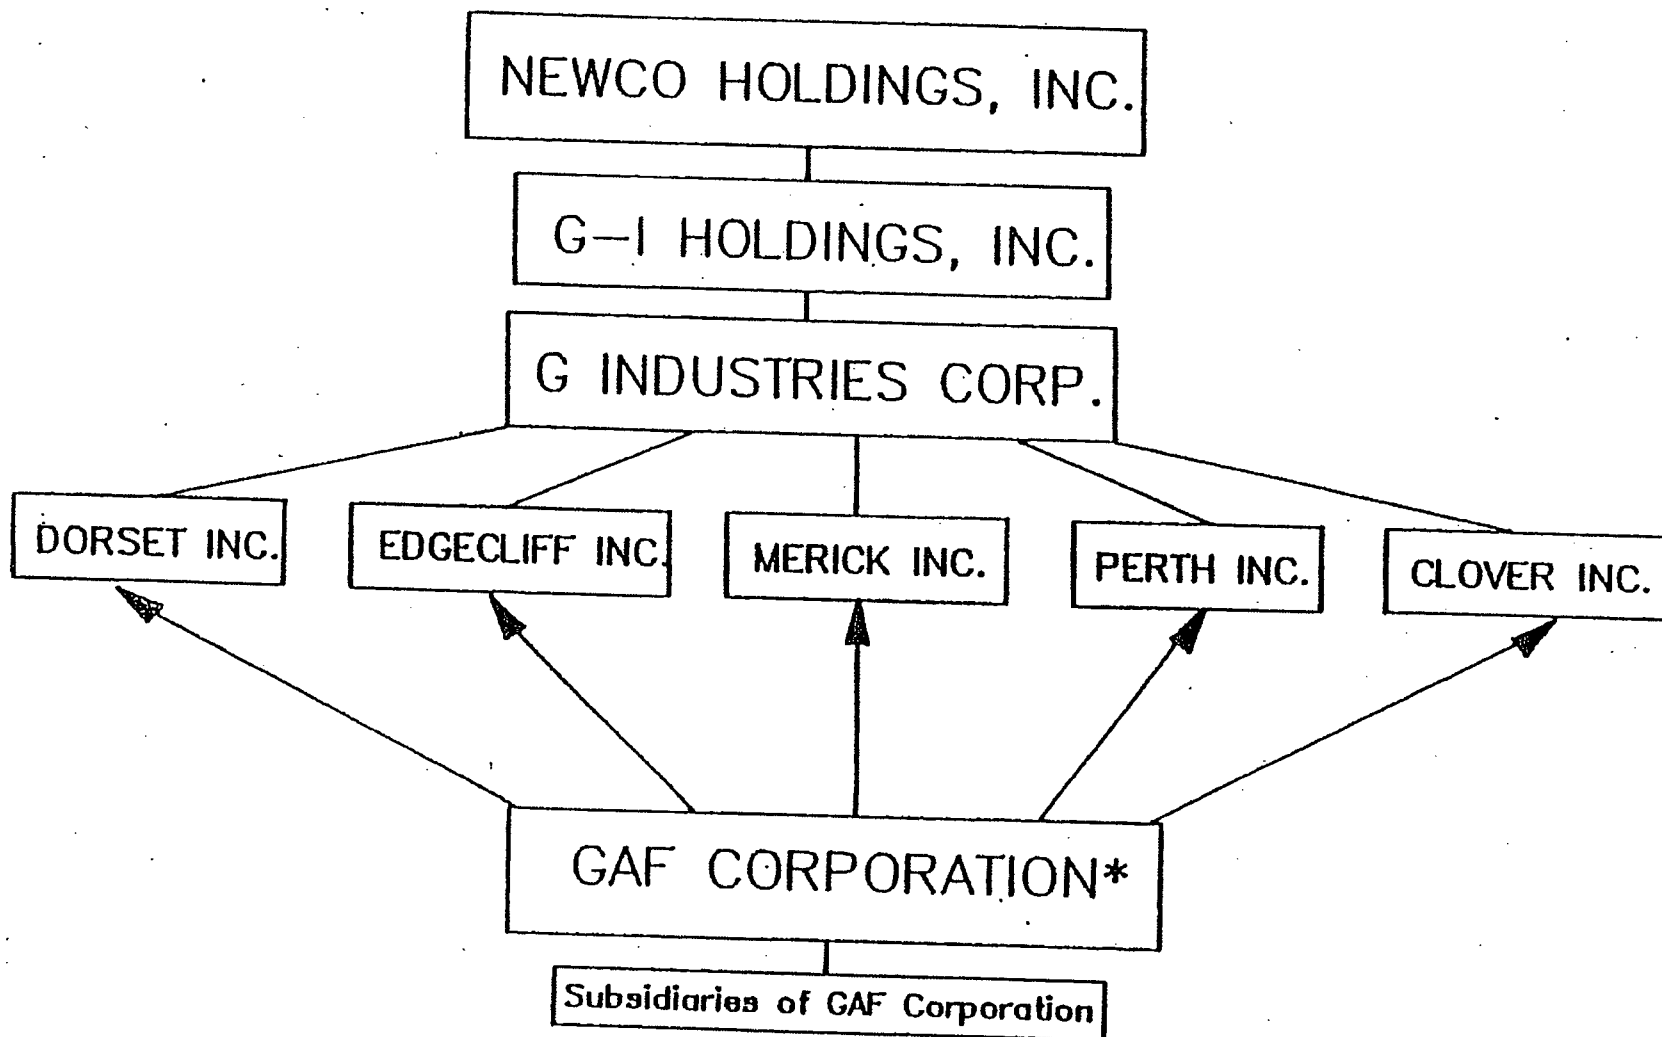 NEWCO HOLDINGS, INC.
G-I HOLDINGS, INC.
G INDUSTRIES CORP.
DORSET INC.
EDGECLIFF INC.
MERICK INC.
PERTH INC.
CLOVER INC.
GAF CORPORATION*
Subsidiaries of GAF Corporation